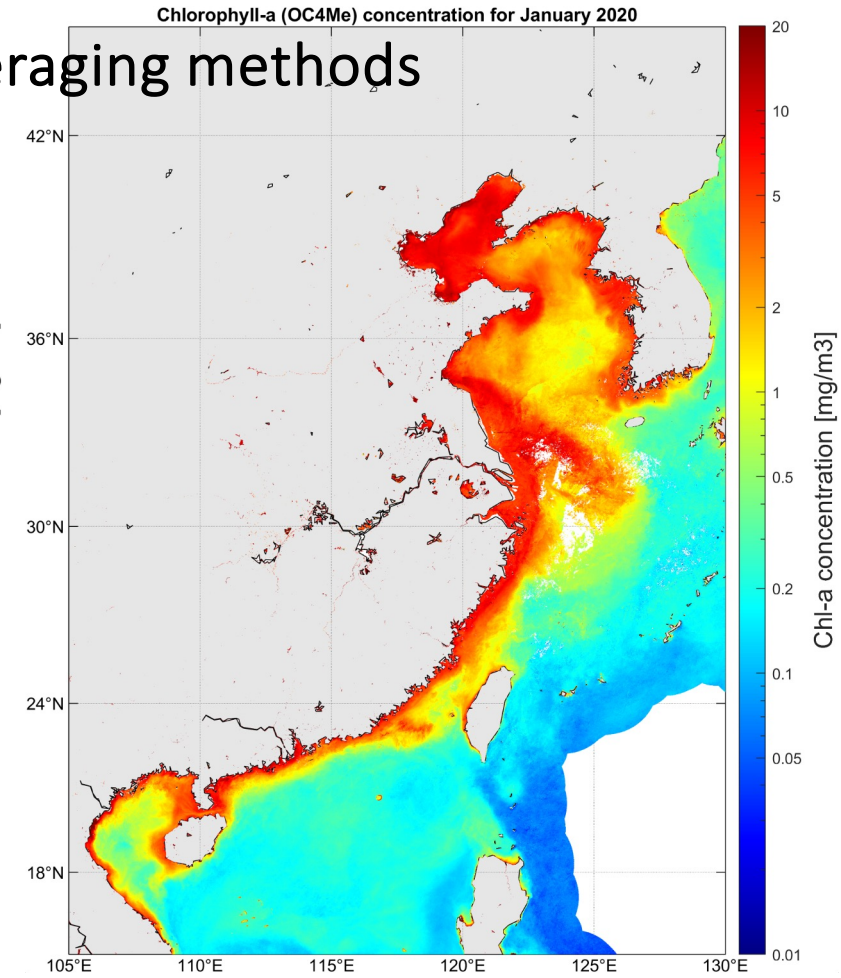 Chlorophyll-a (OC4Me) concentration for January 2020
raging methods
42°N
36°N
30°N
24°N
18°N
105°E
110°E
115°E
120°E
125°E
130°E
20
10
5
2
1
0.5
0.2
0.1
0.05
0.01
Chl-a concentration [mg/m3]